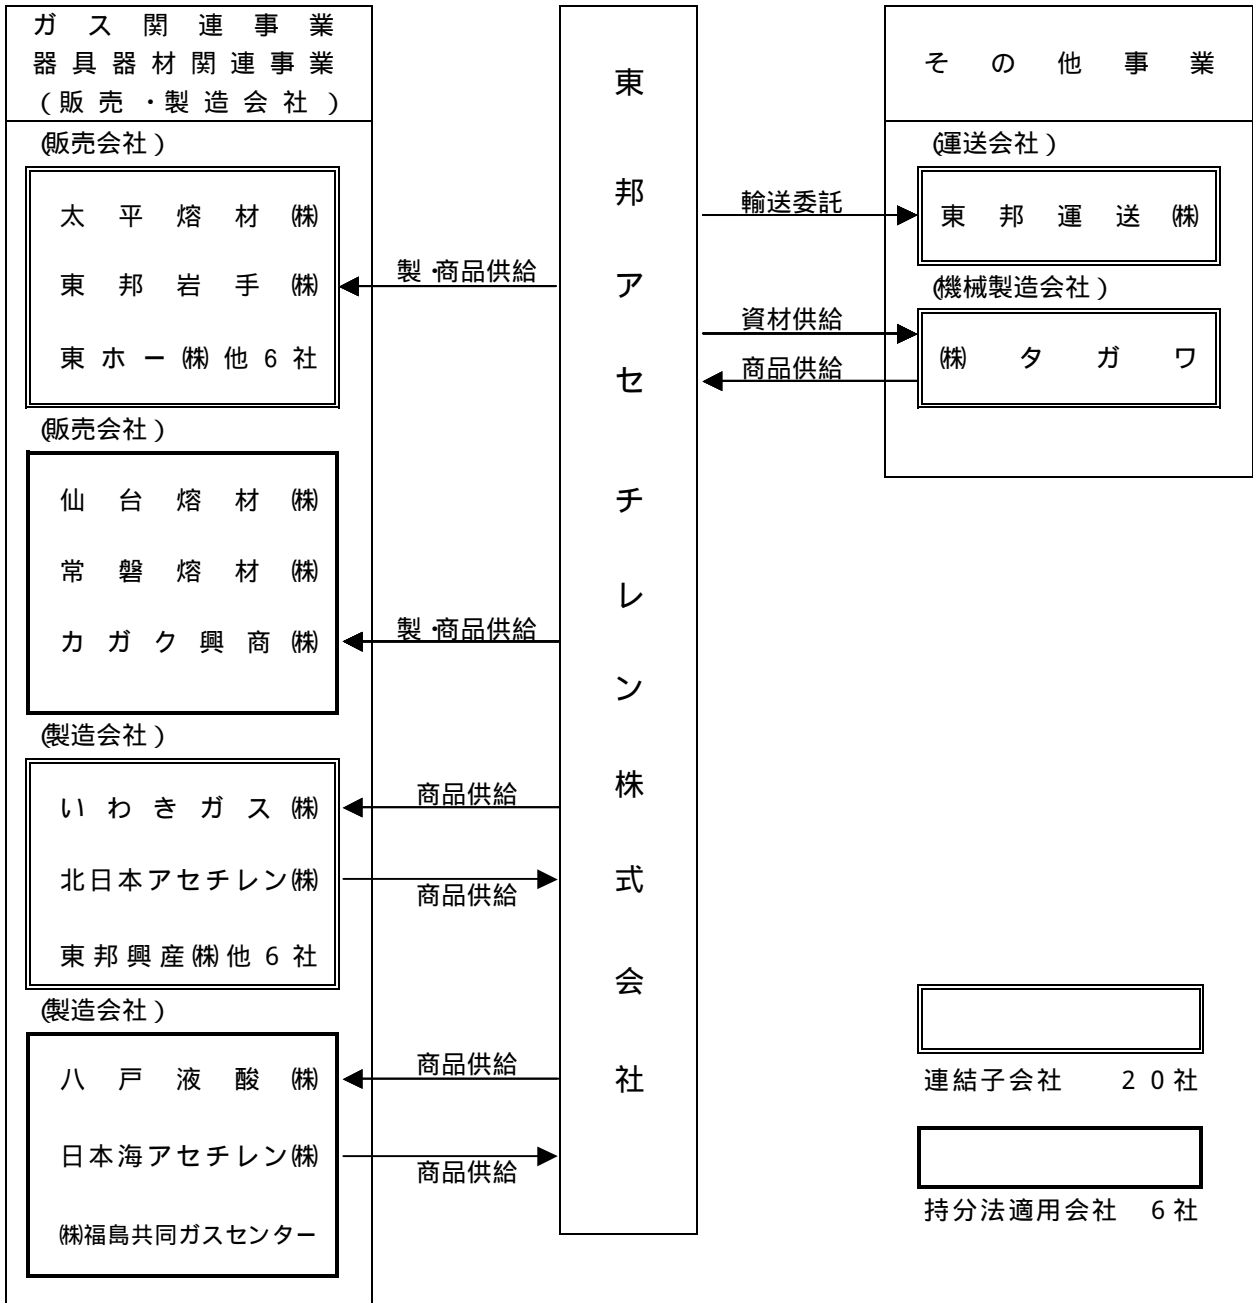 ガス関連事業
器具器材関連事業
(販売・製造会社)
(販売会社)
太平熔材㈱
東邦岩手㈱
東ホー㈱他6社
(販売会社)
仙台熔材㈱
常磐熔材㈱
カガク興商㈱
(製造会社)
いわきガス㈱
北日本アセチレン㈱
東邦興産㈱他6社
(製造会社)
八戸液酸㈱
日本海アセチレン㈱
㈱福島共同ガスセンター
製・商品供給
製・商品供給
商品供給
商品供給
商品供給
商品供給
東邦アセチレン株式会社
輸送委託
資材供給
商品供給
その他事業
(運送会社)
東邦運送㈱
(機械製造会社)
㈱タガワ
連結子会社 20社
持分法適用会社 6社